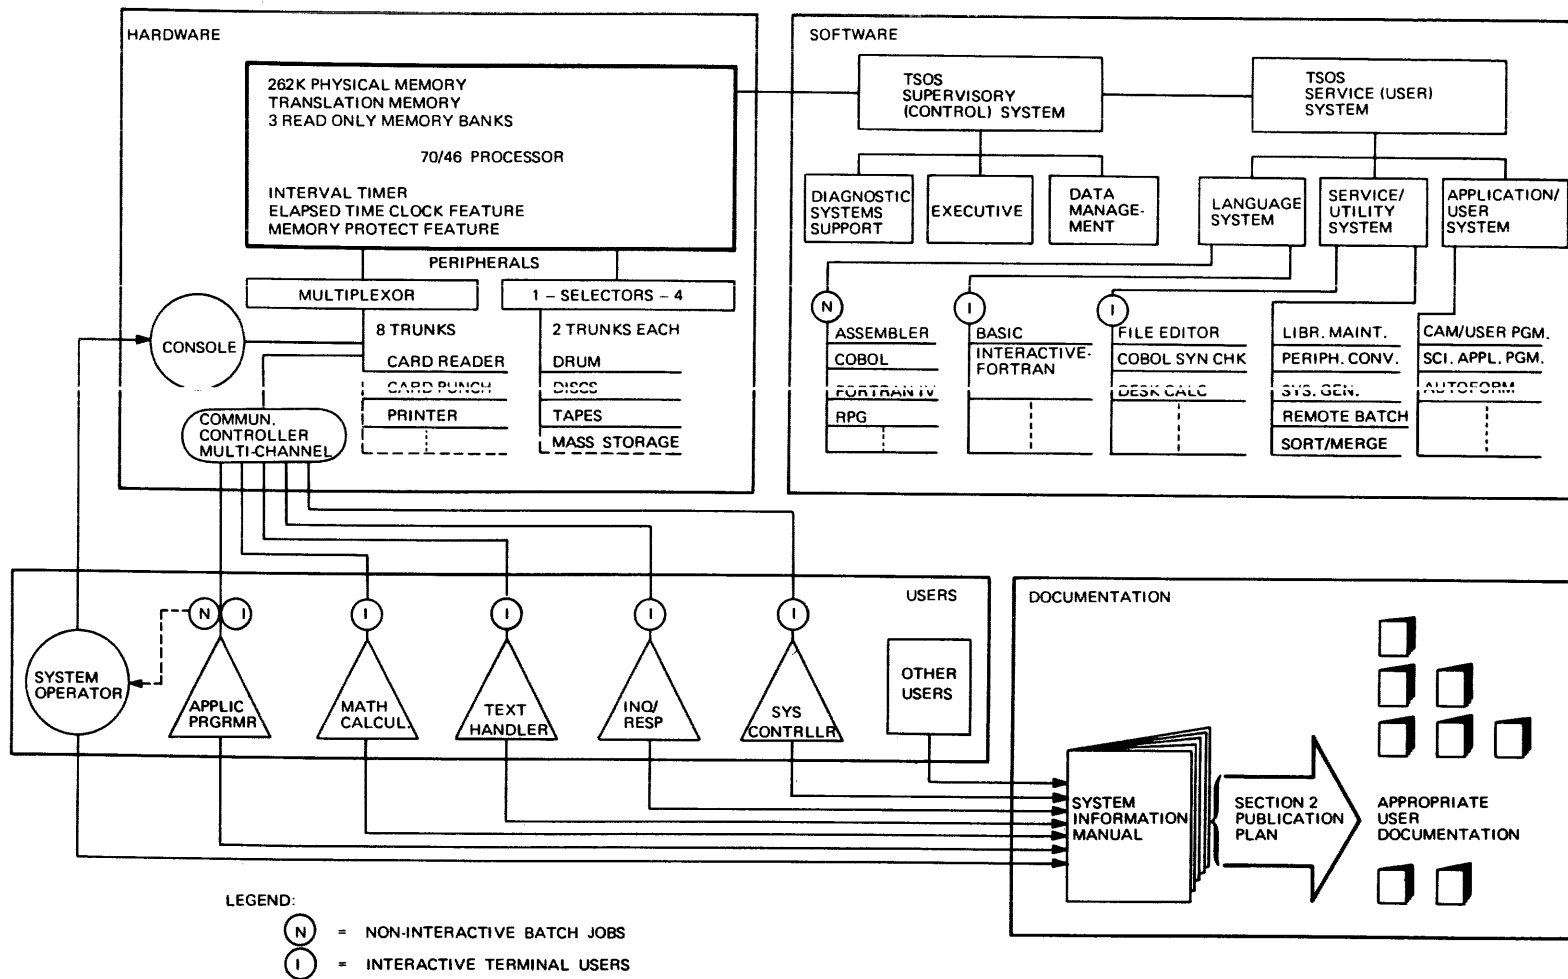 HARDWARE
262K PHYSICAL MEMORY
TRANSLATION MEMORY
3 READ ONLY MEMORY BANKS
70/46 PROCESSOR
INTERVAL TIMER
ELAPSED TIME CLOCK FEATURE
MEMORY PROTECT FEATURE
PERIPHERALS
MULTIPLEXOR
1 – SELECTORS – 4
CONSOLE
8 TRUNKS
CARD READER
CARD PUNCH
PRINTER
2 TRUNKS EACH
DRUM
DISCS
TAPES
MASS STORAGE
COMMUN.
CONTROLLER
MULTI-CHANNEL
SOFTWARE
TSOS
SUPERVISORY
(CONTROL) SYSTEM
TSOS
SERVICE (USER)
SYSTEM
DIAGNOSTIC
SYSTEMS
SUPPORT
EXECUTIVE
DATA
MANAGE-
MENT
LANGUAGE
SYSTEM
SERVICE/
UTILITY
SYSTEM
APPLICATION/
USER
SYSTEM
N
ASSEMBLER
COBOL
FORTRAN IV
RPG
I
BASIC
INTERACTIVE-
FORTRAN
I
FILE EDITOR
COBOL SYN CHK
DESK CALC
LIBR. MAINT.
PERIPH. CONV.
SYS. GEN.
REMOTE BATCH
SORT/MERGE
CAM/USER PGM.
SCI. APPL. PGM.
AUTOFORM
USERS
SYSTEM
OPERATOR
N I
APPLIC
PRGRMR
I
MATH
CALCUL.
I
TEXT
HANDLER
I
INQ/
RESP
I
SYS
CONTRLLR
OTHER
USERS
DOCUMENTATION
SYSTEM
INFORMATION
MANUAL
SECTION 2
PUBLICATION
PLAN
APPROPRIATE
USER
DOCUMENTATION
LEGEND:
N = NON-INTERACTIVE BATCH JOBS
I = INTERACTIVE TERMINAL USERS